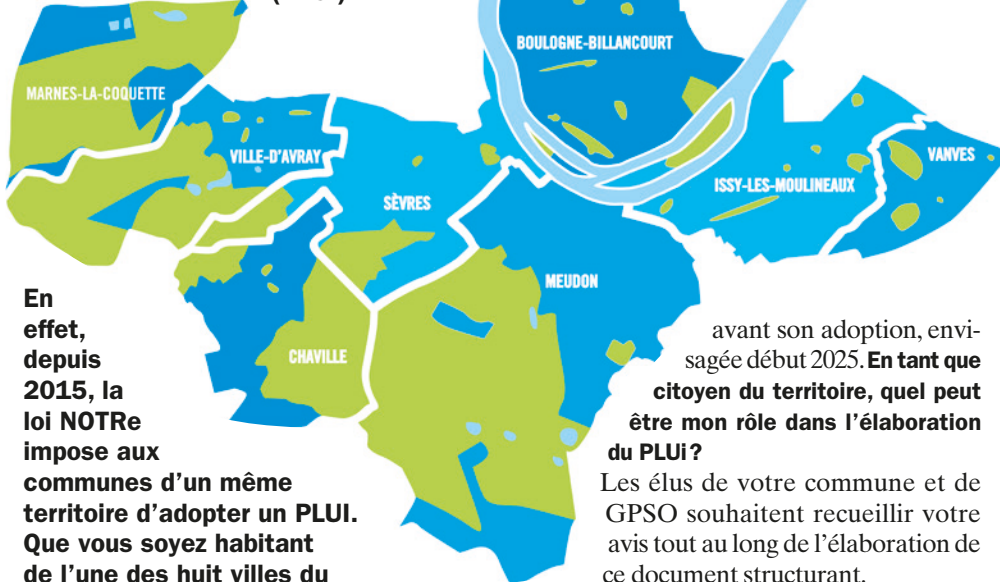 BOULOGNE-BILLANCOURT
MARNES-LA-COQUETTE
VILLE-D'AVRAY
VANVES
ISSY-LES-MOULINEAUX
SÈVRES
MEUDON
CHAVILLE
En
effet,
depuis
2015, la
loi NOTRe
impose aux
communes d'un même
territoire d'adopter un PLUI.
Que vous soyez habitant
de l'une des huit villes du
avant son adoption, envi-
sagée début 2025. En tant que
citoyen du territoire, quel peut
être mon rôle dans l'élaboration
du PLUi ?
Les élus de votre commune et de
GPSO souhaitent recueillir votre
avis tout au long de l'élaboration de
ce document structurant.